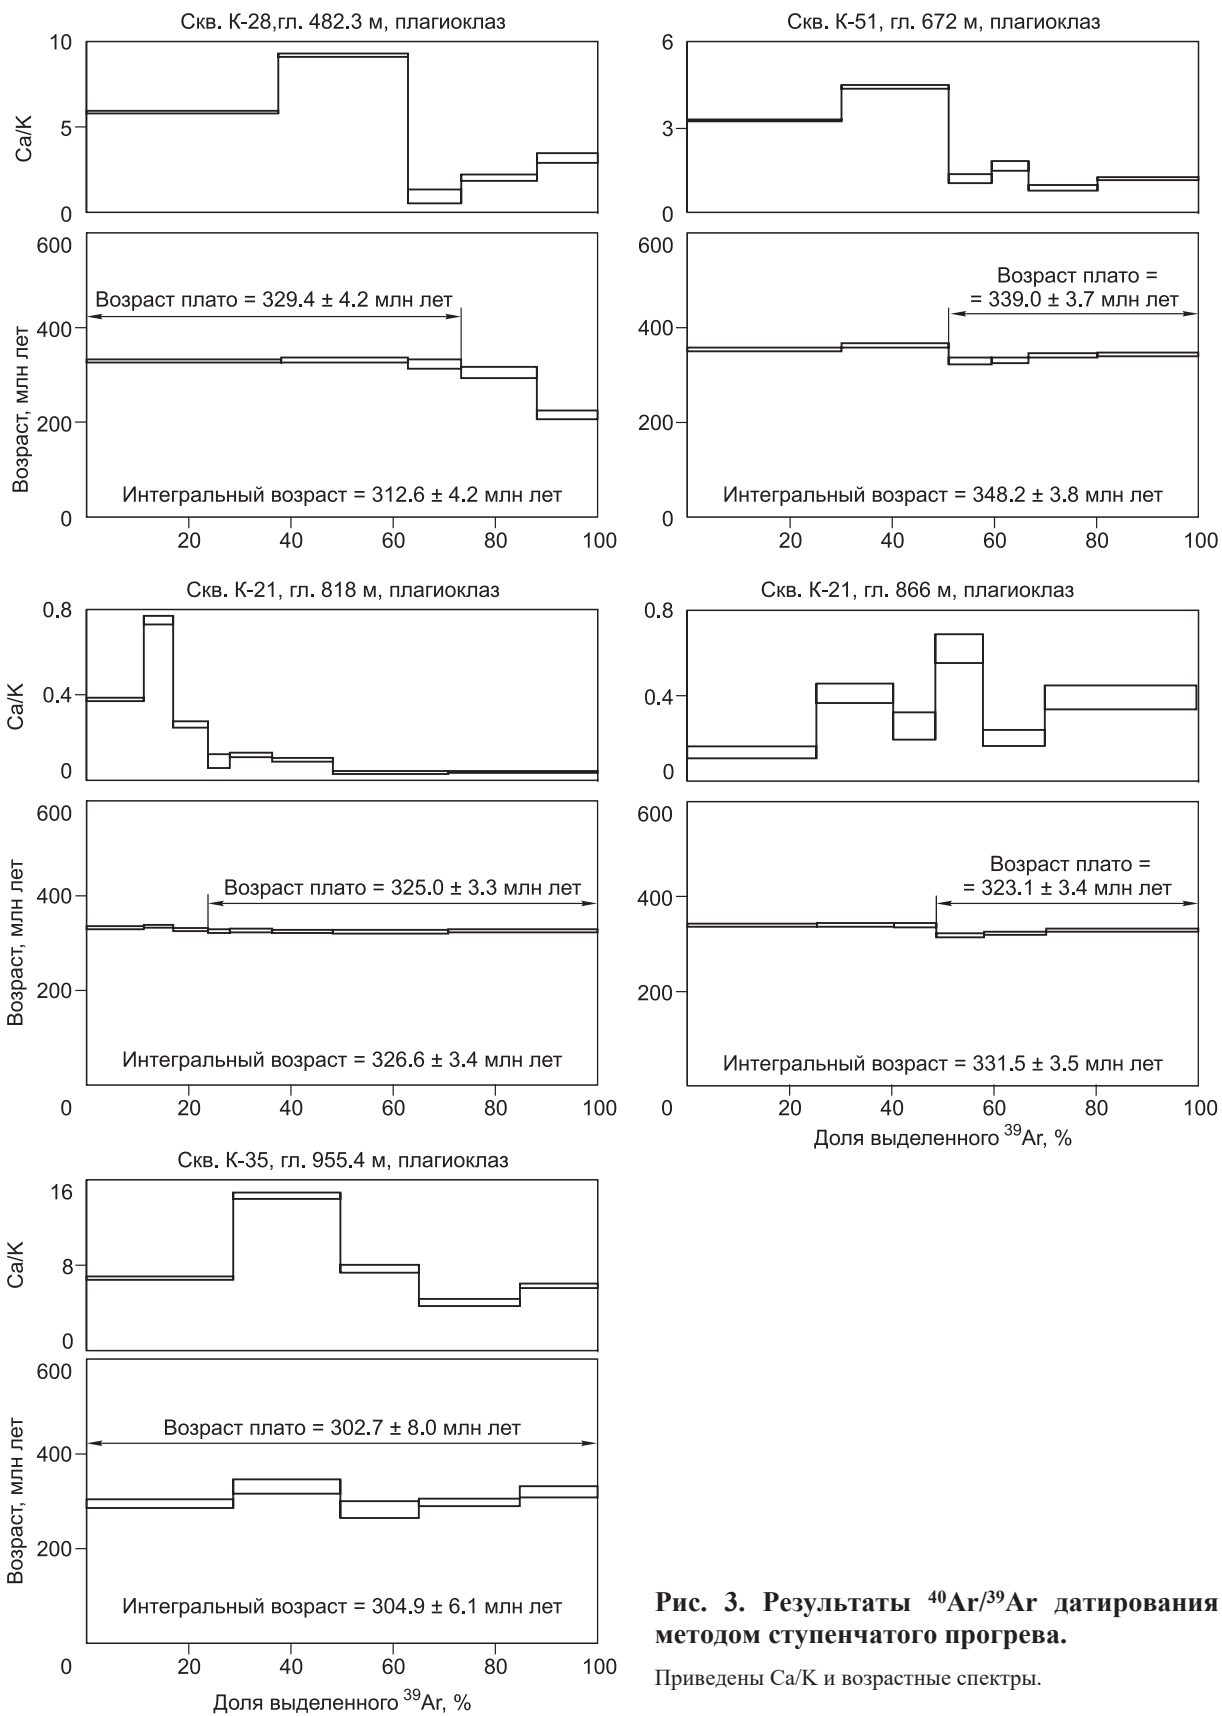 Скв. К-28,гл. 482.3 м, плагиоклаз
10
5
0
Ca/K
600
400
200
0
Возраст, млн лет
Возраст плато = 329.4 ± 4.2 млн лет
Интегральный возраст = 312.6 ± 4.2 млн лет
20 40 60 80 100
Скв. К-51, гл. 672 м, плагиоклаз
6
3
0
600
400
200
0
Возраст плато =
= 339.0 ± 3.7 млн лет
Интегральный возраст = 348.2 ± 3.8 млн лет
20 40 60 80 100
Скв. К-21, гл. 818 м, плагиоклаз
0.8
0.4
0
Ca/K
600
400
200
Возраст, млн лет
Возраст плато = 325.0 ± 3.3 млн лет
Интегральный возраст = 326.6 ± 3.4 млн лет
0 20 40 60 80 100
Скв. К-21, гл. 866 м, плагиоклаз
0.8
0.4
0
600
400
200
Возраст плато =
= 323.1 ± 3.4 млн лет
Интегральный возраст = 331.5 ± 3.5 млн лет
0 20 40 60 80 100
Доля выделенного ³⁹Ar, %
Скв. К-35, гл. 955.4 м, плагиоклаз
16
8
0
Ca/K
600
400
200
Возраст, млн лет
Возраст плато = 302.7 ± 8.0 млн лет
Интегральный возраст = 304.9 ± 6.1 млн лет
0 20 40 60 80 100
Доля выделенного ³⁹Ar, %
Рис. 3. Результаты ⁴⁰Ar/³⁹Ar датирования
методом ступенчатого прогрева.
Приведены Ca/K и возрастные спектры.